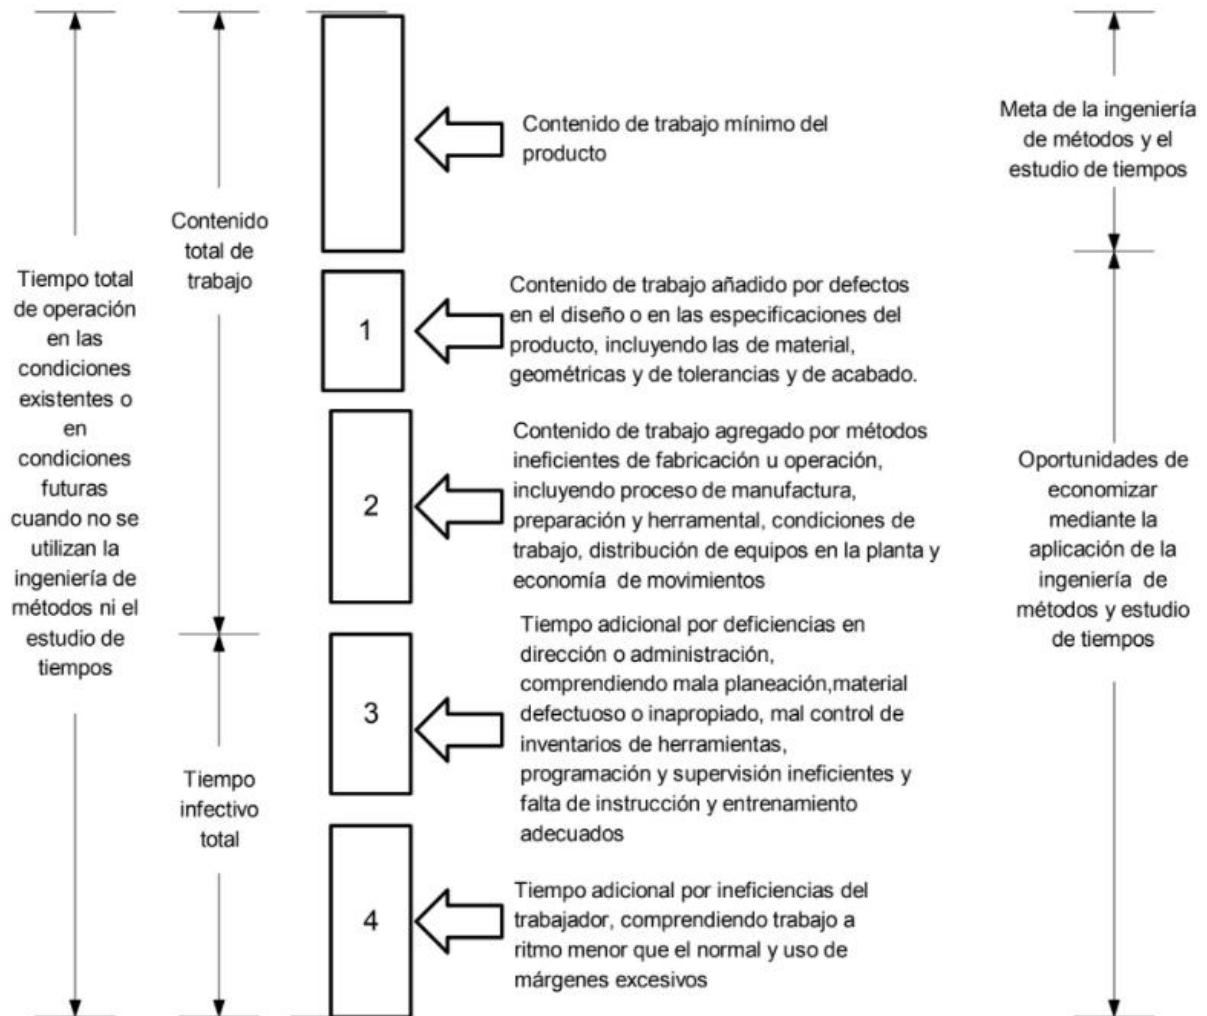 Contenido de trabajo mínimo del
producto
Meta de la ingeniería
de métodos y el
estudio de tiempos
Contenido
total de
trabajo
Tiempo total
de operación
en las
condiciones
existentes o
en
condiciones
futuras
cuando no se
utilizan la
ingeniería de
métodos ni el
estudio de
tiempos
1
Contenido de trabajo añadido por defectos
en el diseño o en las especificaciones del
producto, incluyendo las de material,
geométricas y de tolerancias y de acabado.
2
Contenido de trabajo agregado por métodos
ineficientes de fabricación u operación,
incluyendo proceso de manufactura,
preparación y herramental, condiciones de
trabajo, distribución de equipos en la planta y
economía de movimientos
Oportunidades de
economizar
mediante la
aplicación de la
ingeniería de
métodos y estudio
de tiempos
3
Tiempo adicional por deficiencias en
dirección o administración,
comprendiendo mala planeación,material
defectuoso o inapropiado, mal control de
inventarios de herramientas,
programación y supervisión ineficientes y
falta de instrucción y entrenamiento
adecuados
Tiempo
infectivo
total
4
Tiempo adicional por ineficiencias del
trabajador, comprendiendo trabajo a
ritmo menor que el normal y uso de
márgenes excesivos